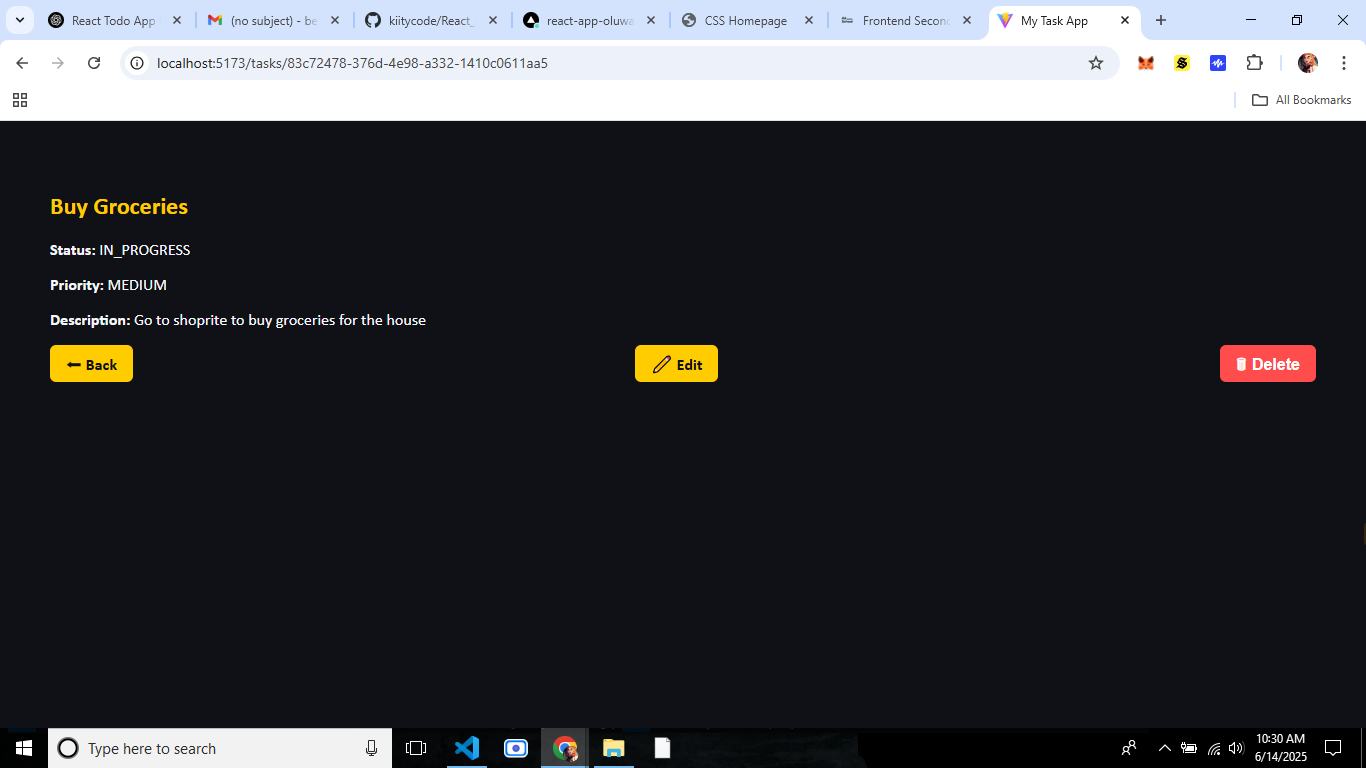 React Todo App
(no subject) - be
kiitycode/React_
react-app-oluwa
CSS Homepage
Frontend Second
My Task App
localhost:5173/tasks/83c72478-376d-4e98-a332-1410c0611aa5
All Bookmarks
Buy Groceries
Status: IN_PROGRESS
Priority: MEDIUM
Description: Go to shoprite to buy groceries for the house
Back
Edit
Delete
Type here to search
10:30 AM
6/14/2025